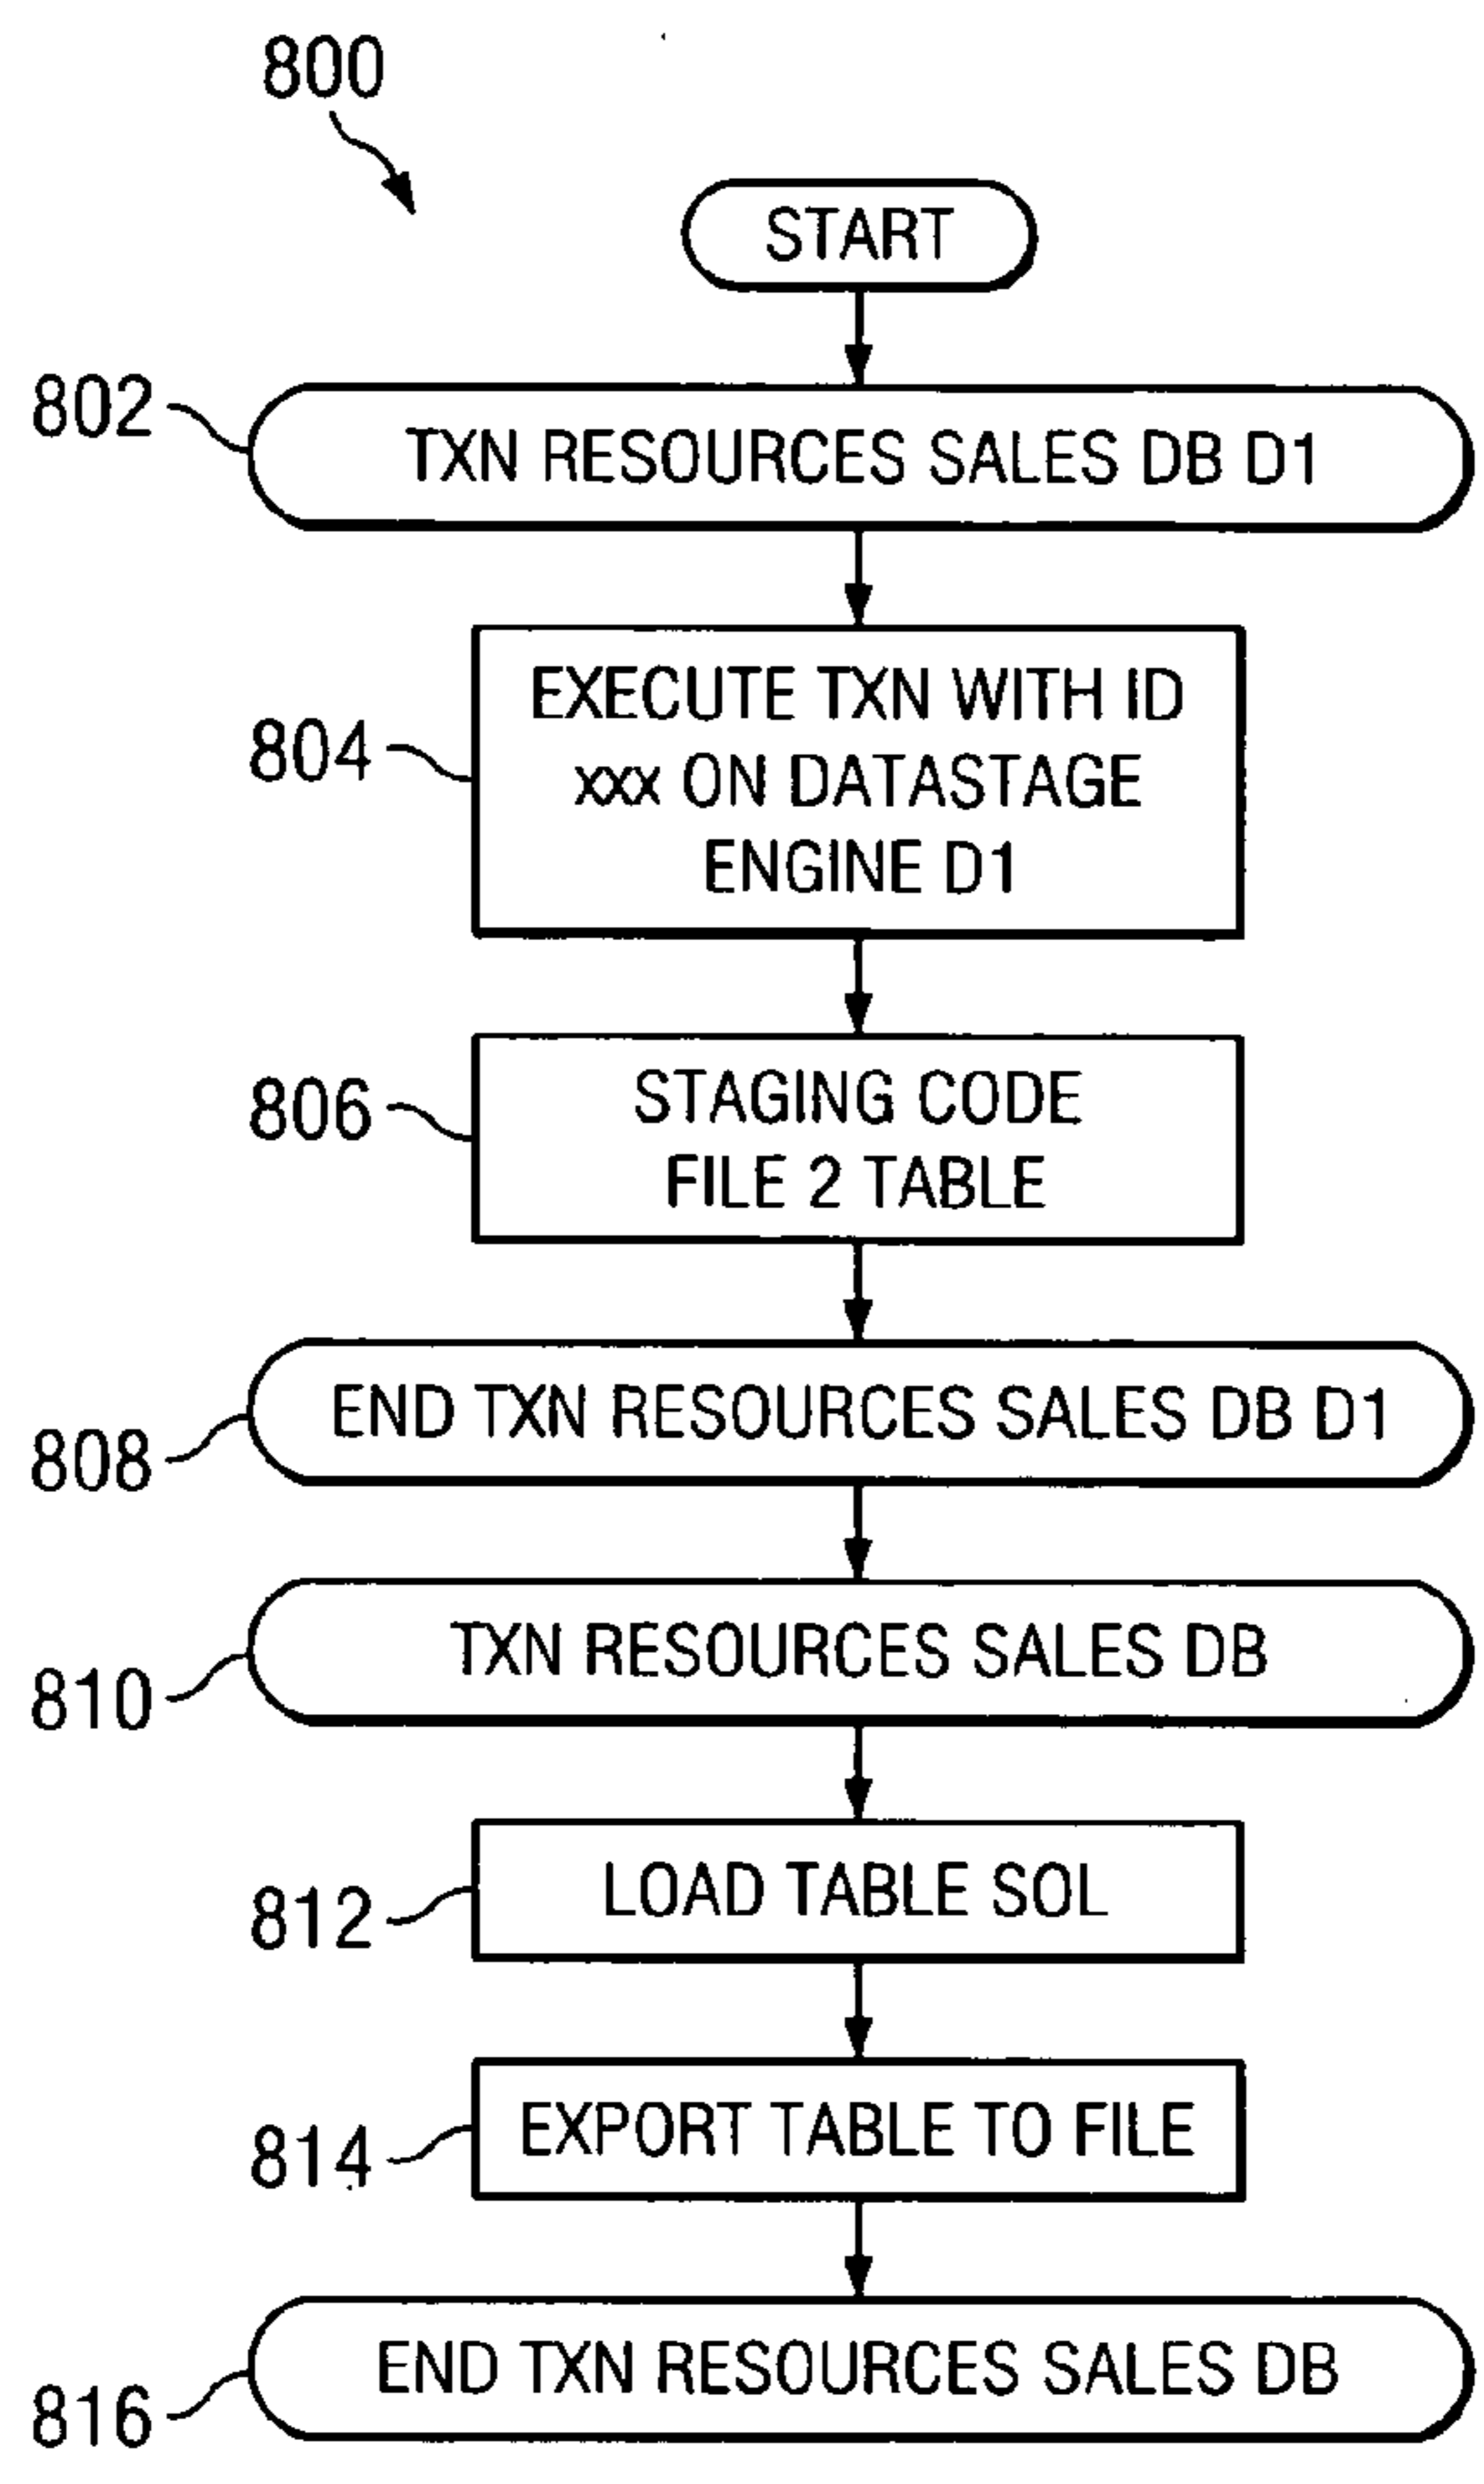 800
START
802
TXN RESOURCES SALES DB D1
804
EXECUTE TXN WITH ID
xxx ON DATASTAGE
ENGINE D1
806
STAGING CODE
FILE 2 TABLE
808
END TXN RESOURCES SALES DB D1
810
TXN RESOURCES SALES DB
812
LOAD TABLE SOL
814
EXPORT TABLE TO FILE
816
END TXN RESOURCES SALES DB